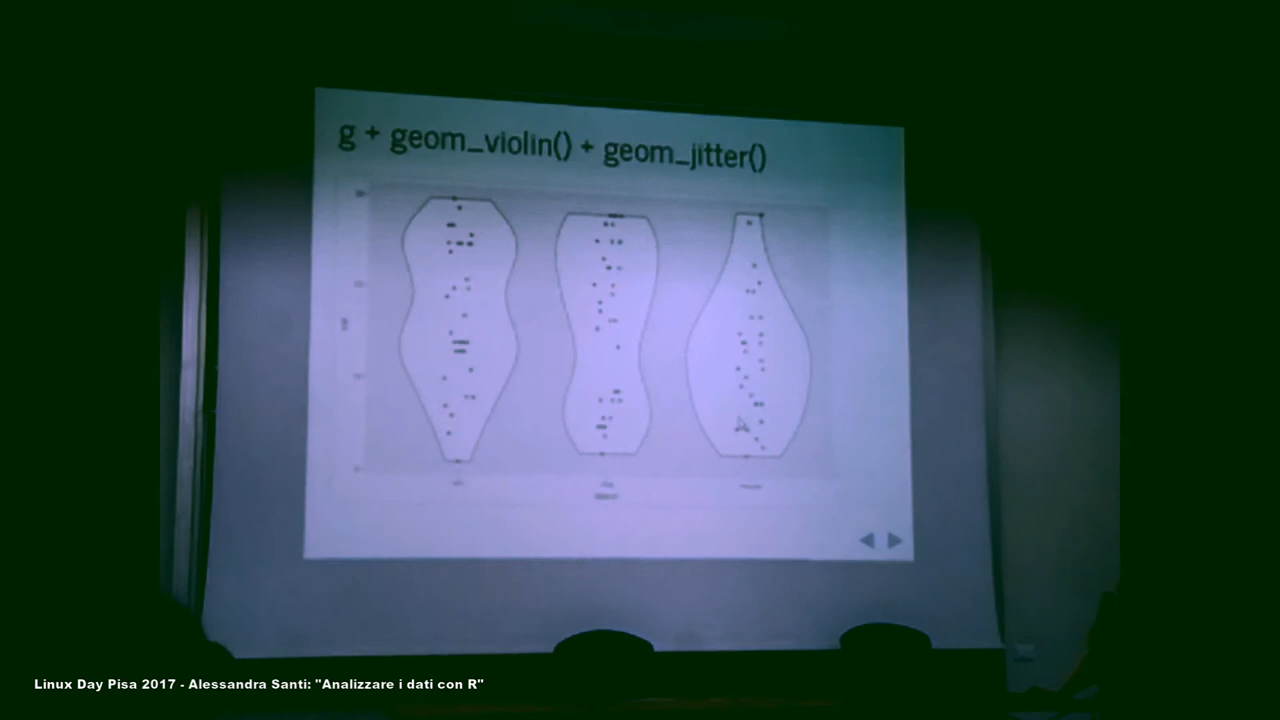 g + geom_violin() + geom_jitter()
Linux Day Pisa 2017 - Alessandra Santi: "Analizzare i dati con R"